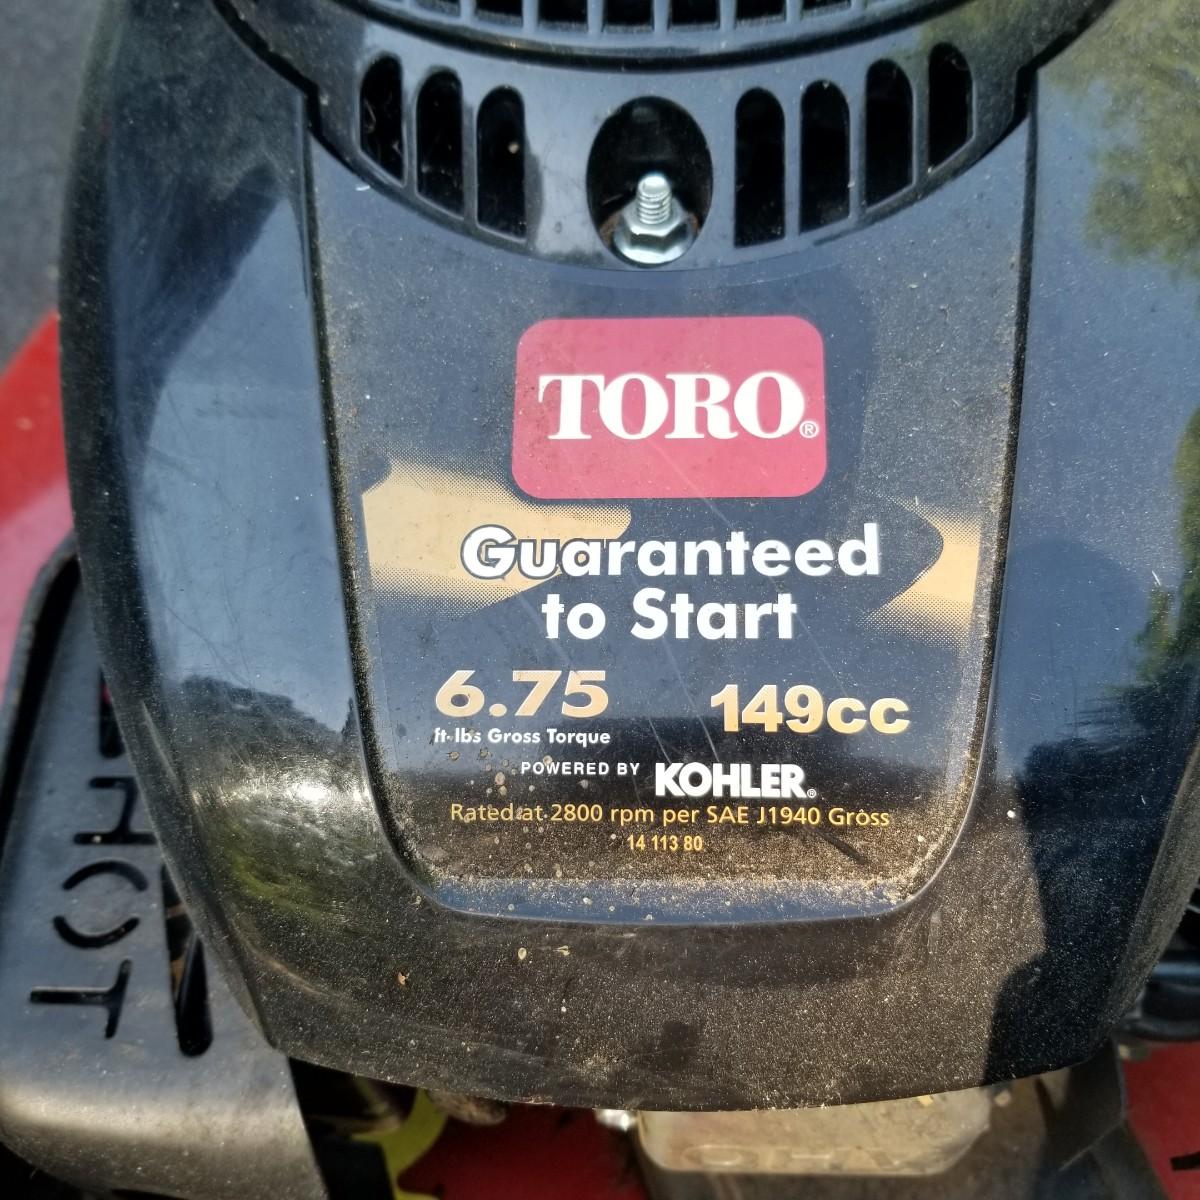 TORO®
Guaranteed
to Start
6.75
ft-lbs Gross Torque
149cc
POWERED BY KOHLER®
Rated at 2800 rpm per SAE J1940 Gross
14 113 80
HOT